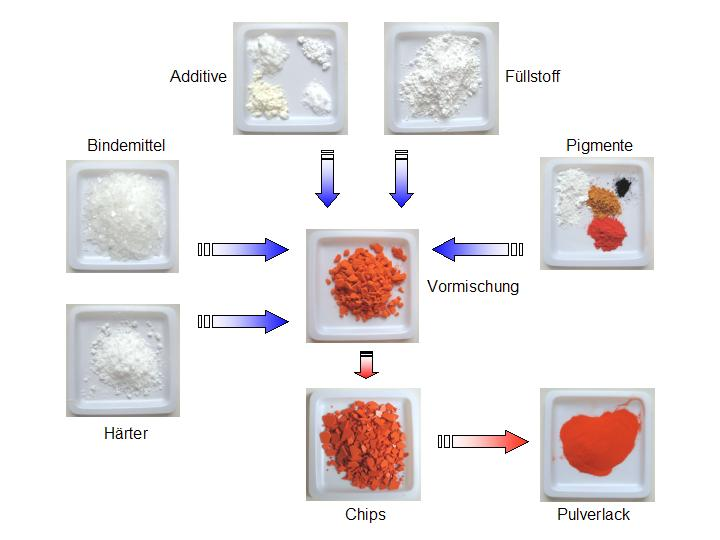 Additive
Füllstoff
Bindemittel
Pigmente
Vormischung
Härter
Chips
Pulverlack